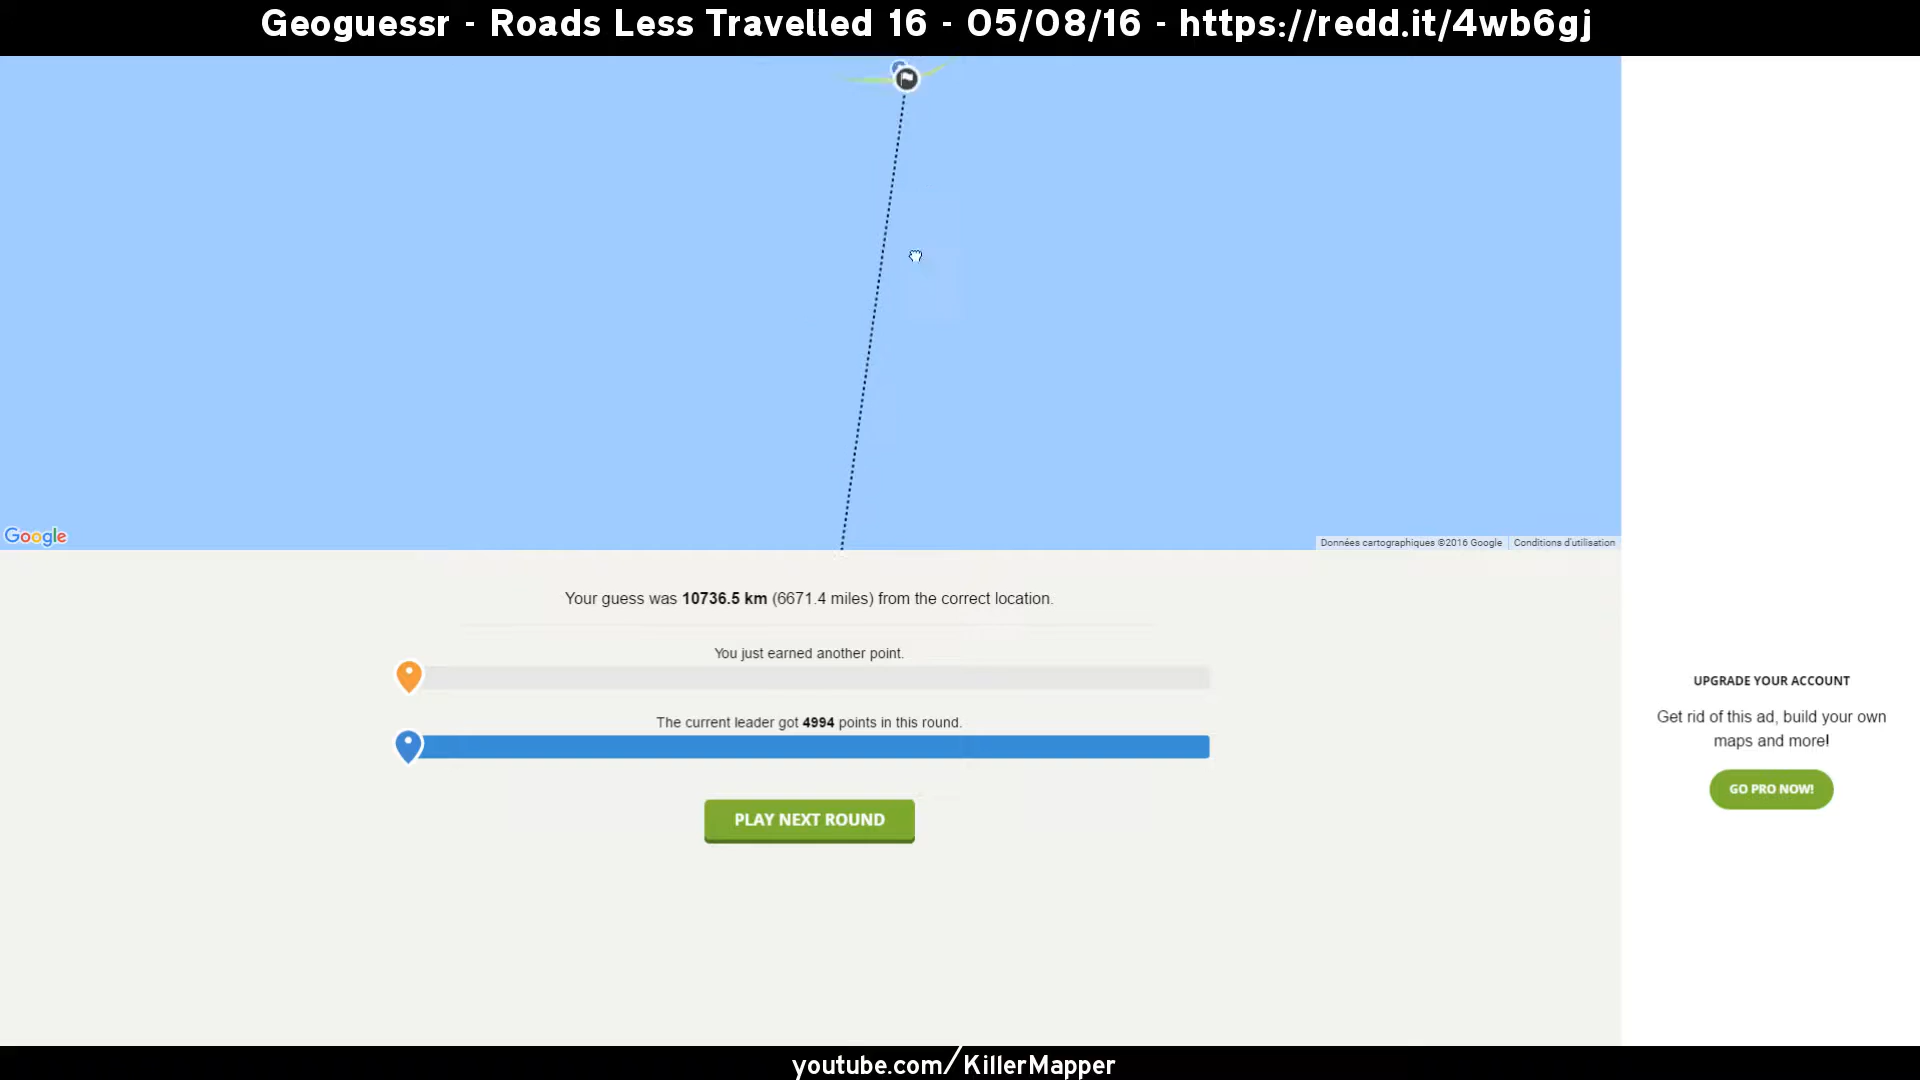 Geoguessr - Roads Less Travelled 16 - 05/08/16 - https://redd.it/4wb6gj
Google
Données cartographiques ©2016 Google
Conditions d'utilisation
Your guess was 10736.5 km (6671.4 miles) from the correct location.
You just earned another point.
The current leader got 4994 points in this round.
PLAY NEXT ROUND
UPGRADE YOUR ACCOUNT
Get rid of this ad, build your own
maps and more!
GO PRO NOW!
youtube.com/KillerMapper